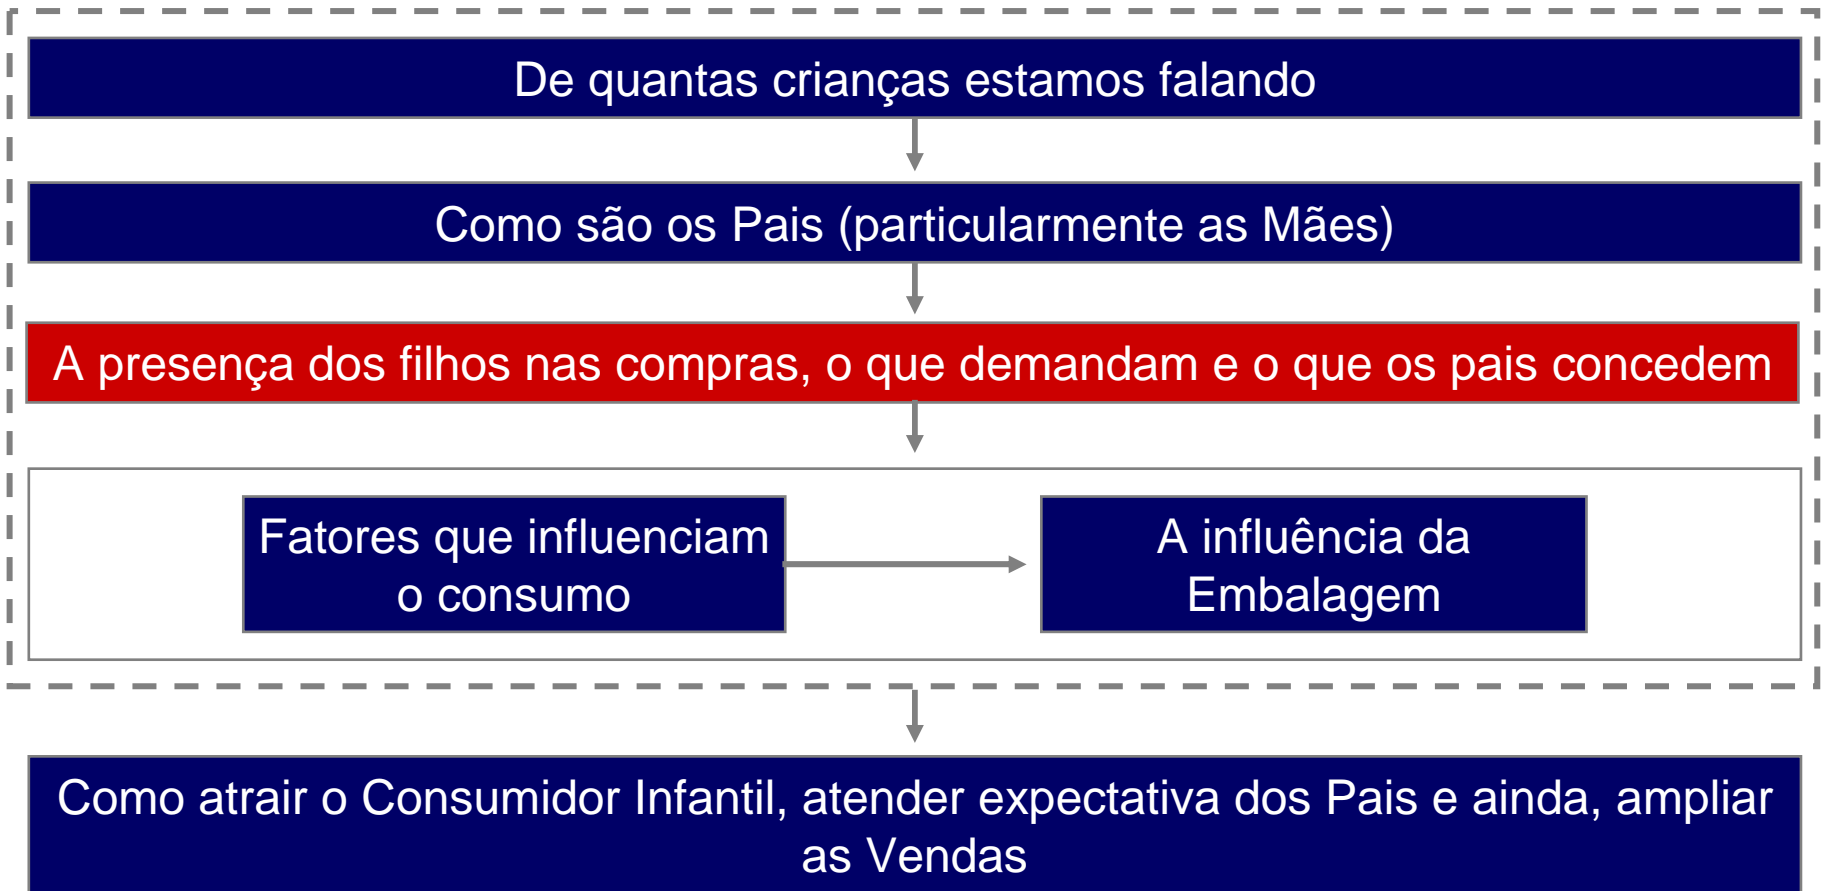 De quantas crianças estamos falando
Como são os Pais (particularmente as Mães)
A presença dos filhos nas compras, o que demandam e o que os pais concedem
Fatores que influenciam
o consumo
A influência da
Embalagem
Como atrair o Consumidor Infantil, atender expectativa dos Pais e ainda, ampliar
as Vendas